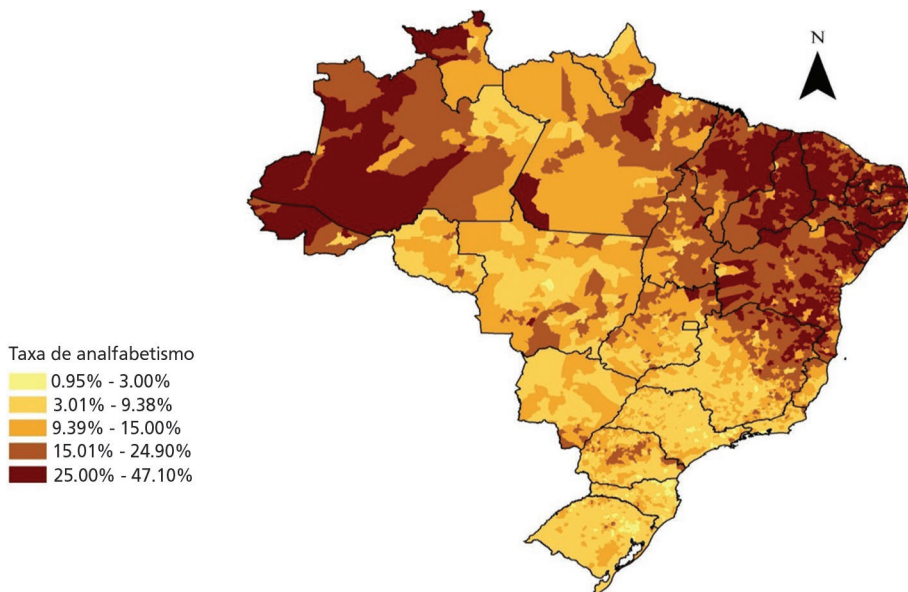 N
Taxa de analfabetismo
0.95% - 3.00%
3.01% - 9.38%
9.39% - 15.00%
15.01% - 24.90%
25.00% - 47.10%